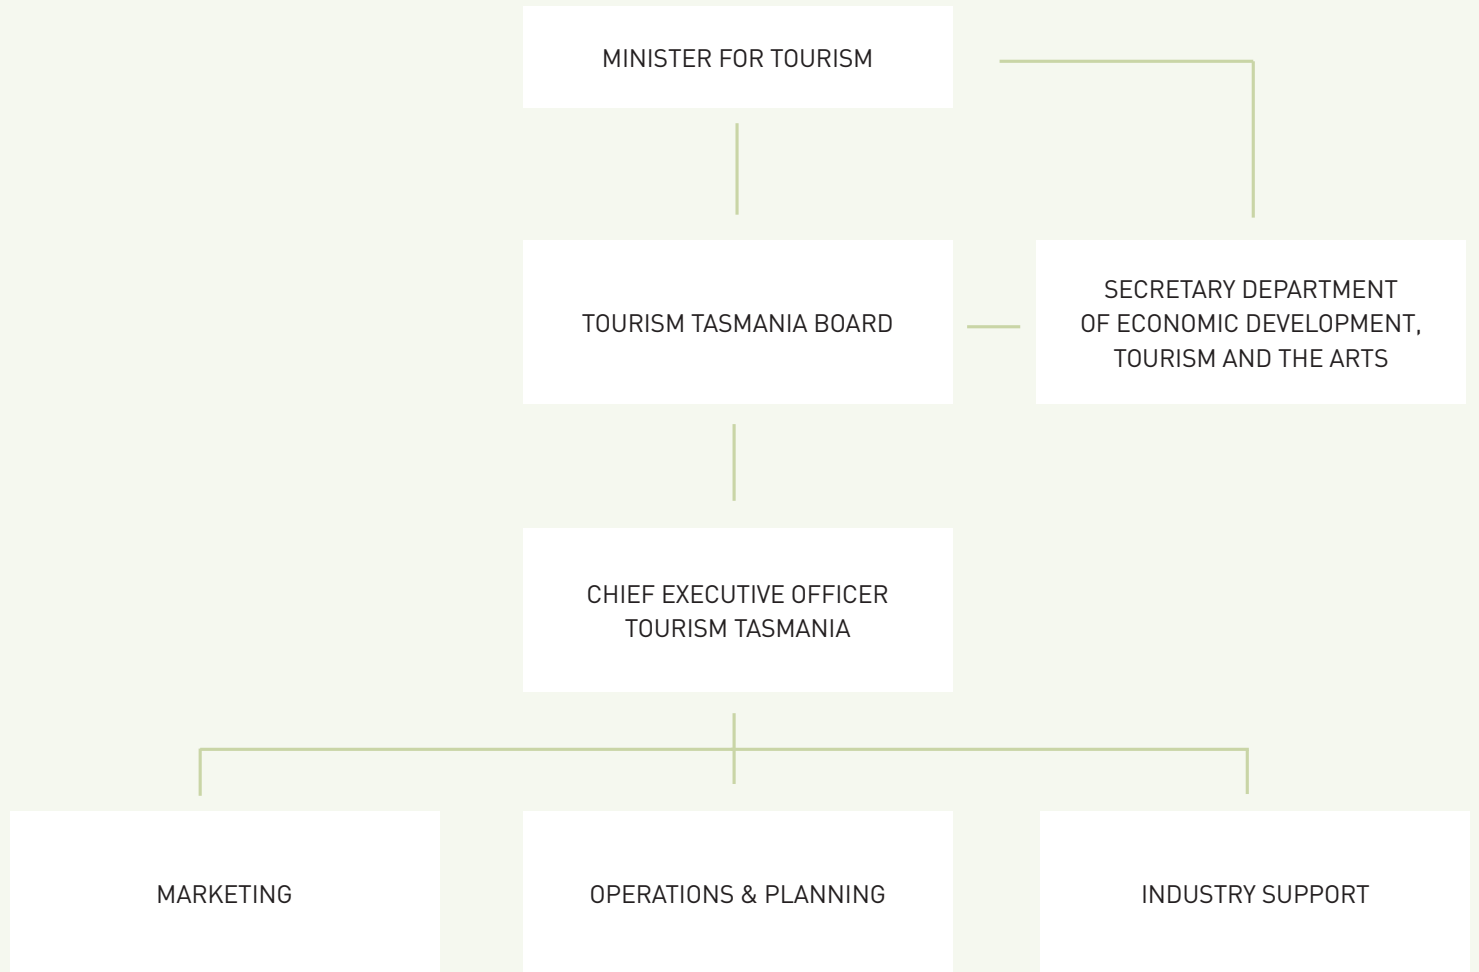 MINISTER FOR TOURISM
TOURISM TASMANIA BOARD
SECRETARY DEPARTMENT
OF ECONOMIC DEVELOPMENT,
TOURISM AND THE ARTS
CHIEF EXECUTIVE OFFICER
TOURISM TASMANIA
MARKETING
OPERATIONS & PLANNING
INDUSTRY SUPPORT